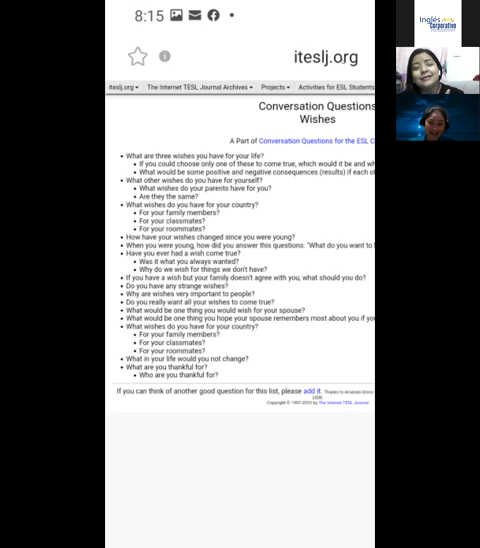 8:15
iteslj.org
Inglés
Corporativo
iteslj.org The Internet TESL Journal Archives Projects Activities for ESL Students
Conversation Questions
Wishes
A Part of Conversation Questions for the ESL C
What are three wishes you have for your life?
If you could choose only one of these to come true, which would it be and wh
What would be some positive and negative consequences (results) if each of
What other wishes do you have for yourself?
What wishes do your parents have for you?
Are they the same?
What wishes do you have for your country?
For your family members?
For your classmates?
For your roommates?
How have your wishes changed since you were young?
When you were young, how did you answer this questions: "What do you want to
Have you ever had a wish come true?
Was it what you always wanted?
Why do we wish for things we don't have?
If you have a wish but your family doesn't agree with you, what should you do?
Do you have any strange wishes?
Why are wishes very important to people?
Do you really want all your wishes to come true?
What would be one thing you would wish for your spouse?
What would be one thing you hope your spouse remembers most about you if you
What wishes do you have for your country?
For your family members?
For your classmates?
For your roommates?
What in your life would you not change?
What are you thankful for?
Who are you thankful for?
If you can think of another good question for this list, please add it. Thanks to Amanda
Copyright © 1997-2010 by The Internet TESL Journal